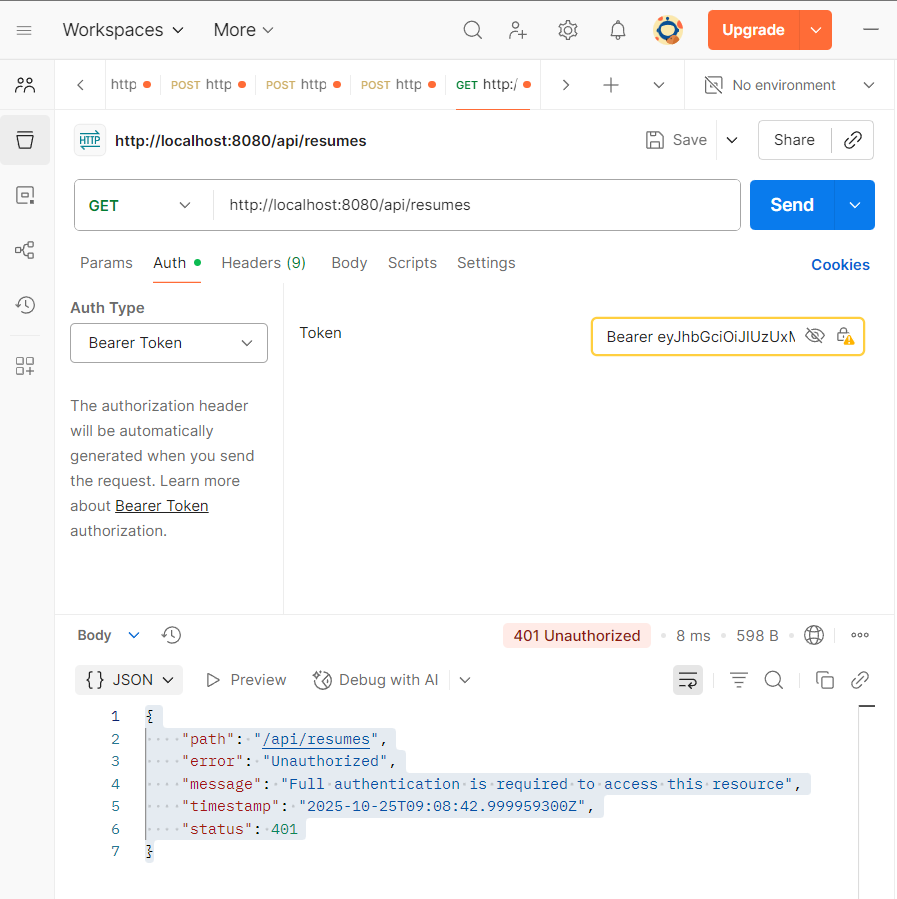 Workspaces More Upgrade
http POST http POST http POST http GET http:/ No environment
HTTP http://localhost:8080/api/resumes Save Share
GET http://localhost:8080/api/resumes Send
Params Auth Headers (9) Body Scripts Settings Cookies
Auth Type
Bearer Token
Token
Bearer eyJhbGciOiJIUzUxM
The authorization header
will be automatically
generated when you send
the request. Learn more
about Bearer Token
authorization.
Body 401 Unauthorized 8 ms 598 B
{} JSON Preview Debug with AI
1 {
2 "path": "/api/resumes",
3 "error": "Unauthorized",
4 "message": "Full authentication is required to access this resource",
5 "timestamp": "2025-10-25T09:08:42.999959300Z",
6 "status": 401
7 }